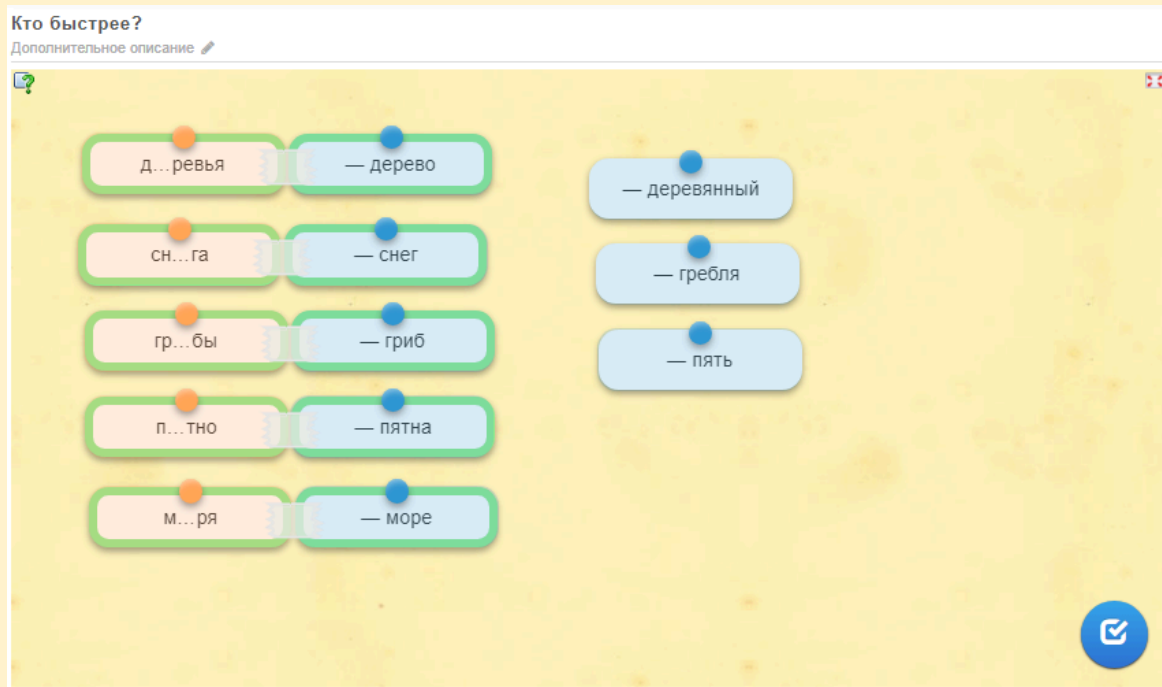 Кто быстрее?
Дополнительное описание
д...ревья — дерево
— деревянный
сн...га — снег
— гребля
гр...бы — гриб
— пять
п...тно — пятна
м...ря — море